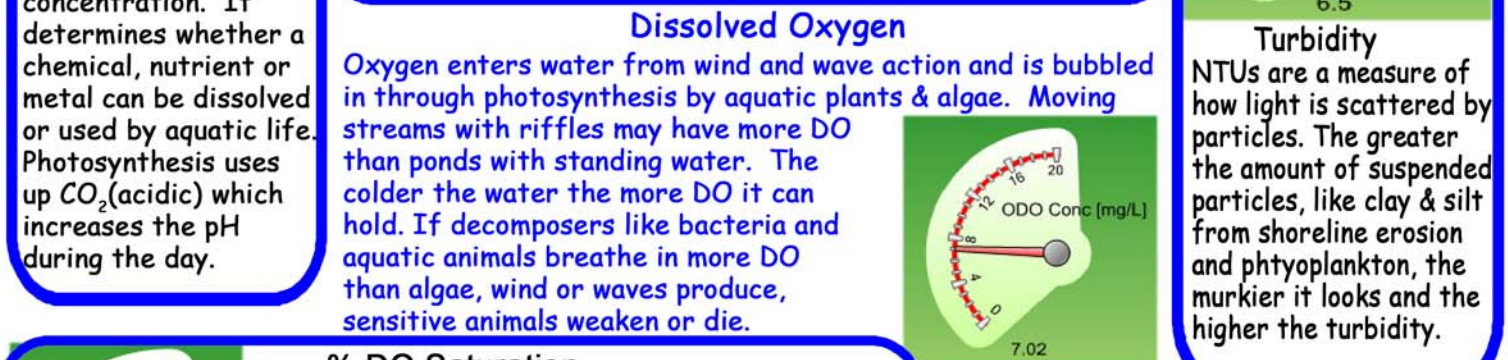 concentration. It
determines whether a
chemical, nutrient or
metal can be dissolved
or used by aquatic life.
Photosynthesis uses
up CO₂(acidic) which
increases the pH
during the day.
Dissolved Oxygen
Oxygen enters water from wind and wave action and is bubbled
in through photosynthesis by aquatic plants & algae. Moving
streams with riffles may have more DO
than ponds with standing water. The
colder the water the more DO it can
hold. If decomposers like bacteria and
aquatic animals breathe in more DO
than algae, wind or waves produce,
sensitive animals weaken or die.
20
16
12
ODO Conc [mg/L]
8
4
0
7.02
6.5
Turbidity
NTUs are a measure of
how light is scattered by
particles. The greater
the amount of suspended
particles, like clay & silt
from shoreline erosion
and phtyoplankton, the
murkier it looks and the
higher the turbidity.
% DO Saturation